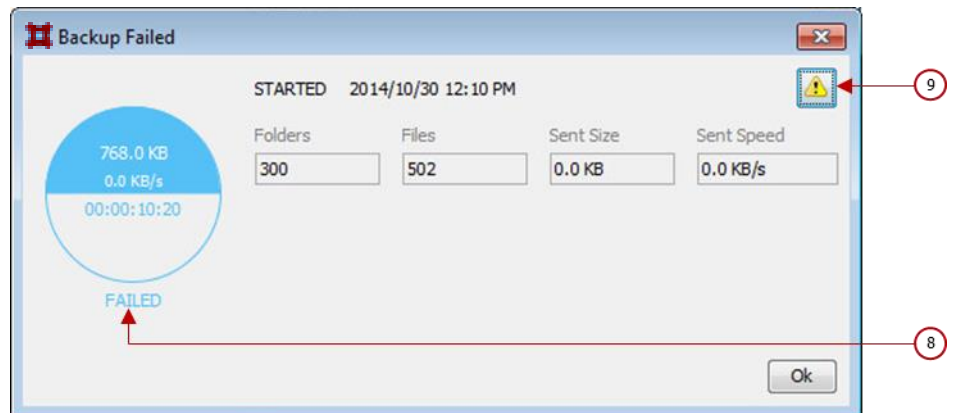 Backup Failed
STARTED 2014/10/30 12:10 PM
9
Folders Files Sent Size Sent Speed
300 502 0.0 KB 0.0 KB/s
768.0 KB
0.0 KB/s
00:00:10:20
FAILED
8
Ok